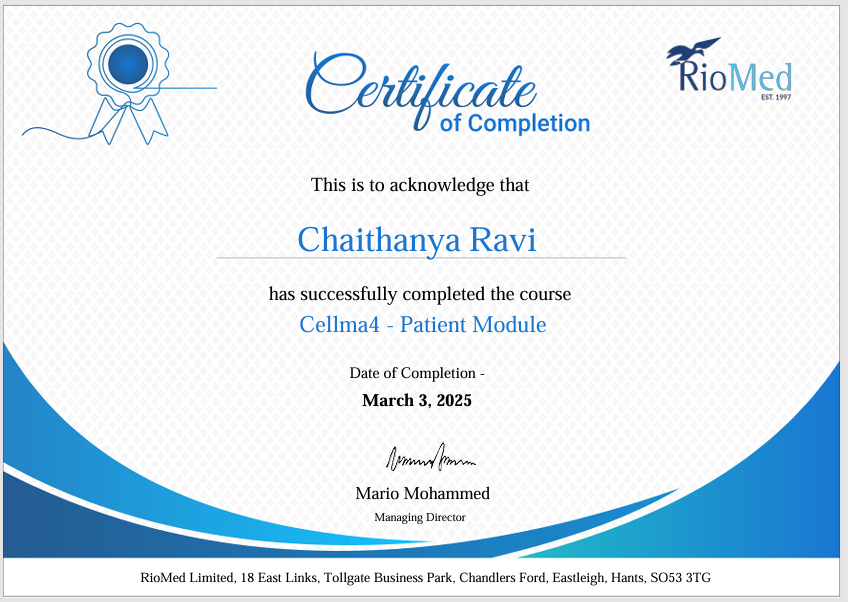 Certificate
of Completion
RioMed
EST. 1997
This is to acknowledge that
Chaithanya Ravi
has successfully completed the course
Cellma4 - Patient Module
Date of Completion -
March 3, 2025
Mario Mohammed
Managing Director
RioMed Limited, 18 East Links, Tollgate Business Park, Chandlers Ford, Eastleigh, Hants, SO53 3TG